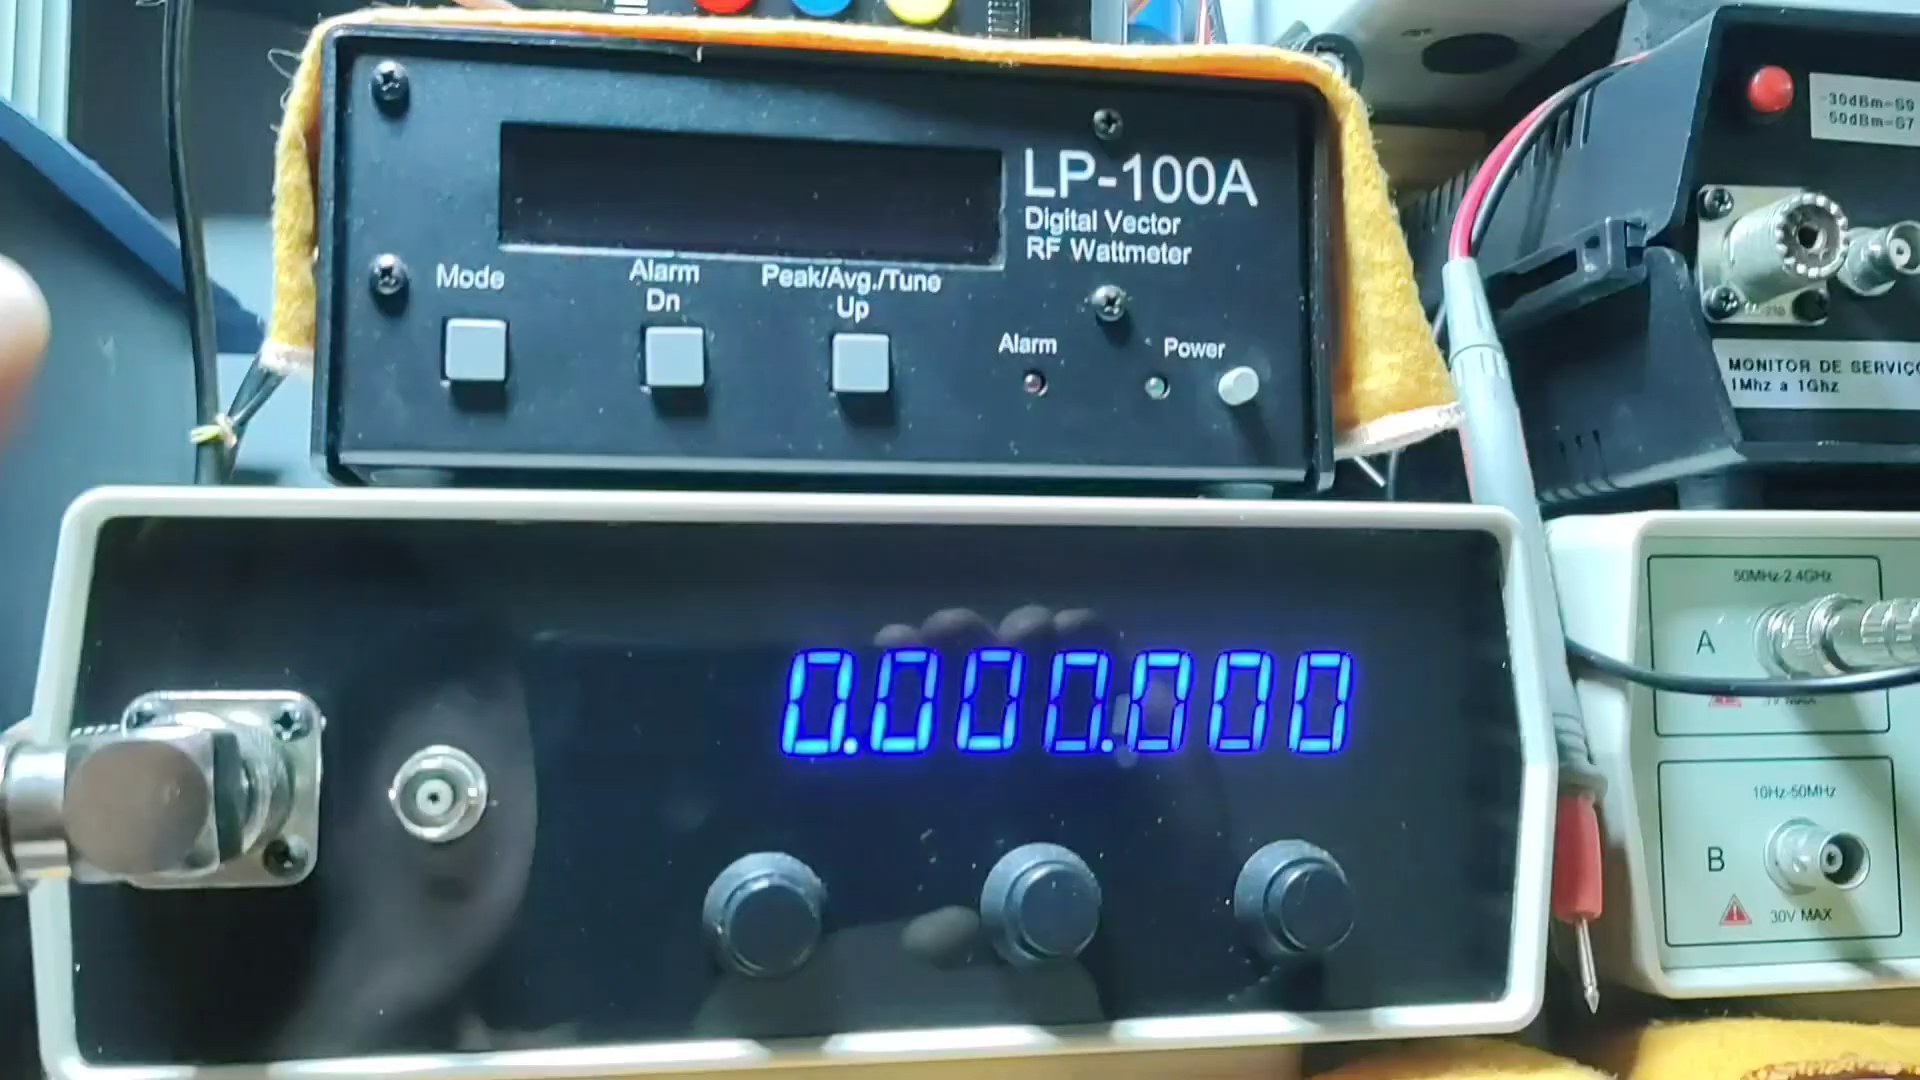 LP-100A
Digital Vector
RF Wattmeter
Mode
Alarm
Dn
Peak/Avg./Tune
Up
Alarm
Power
0.000.000
-30dBm=S9
-50dBm=S7
MONITOR DE SERVIÇO
1Mhz a 1Ghz
50MHz-2.4GHz
A
10Hz-50MHz
B
30V MAX